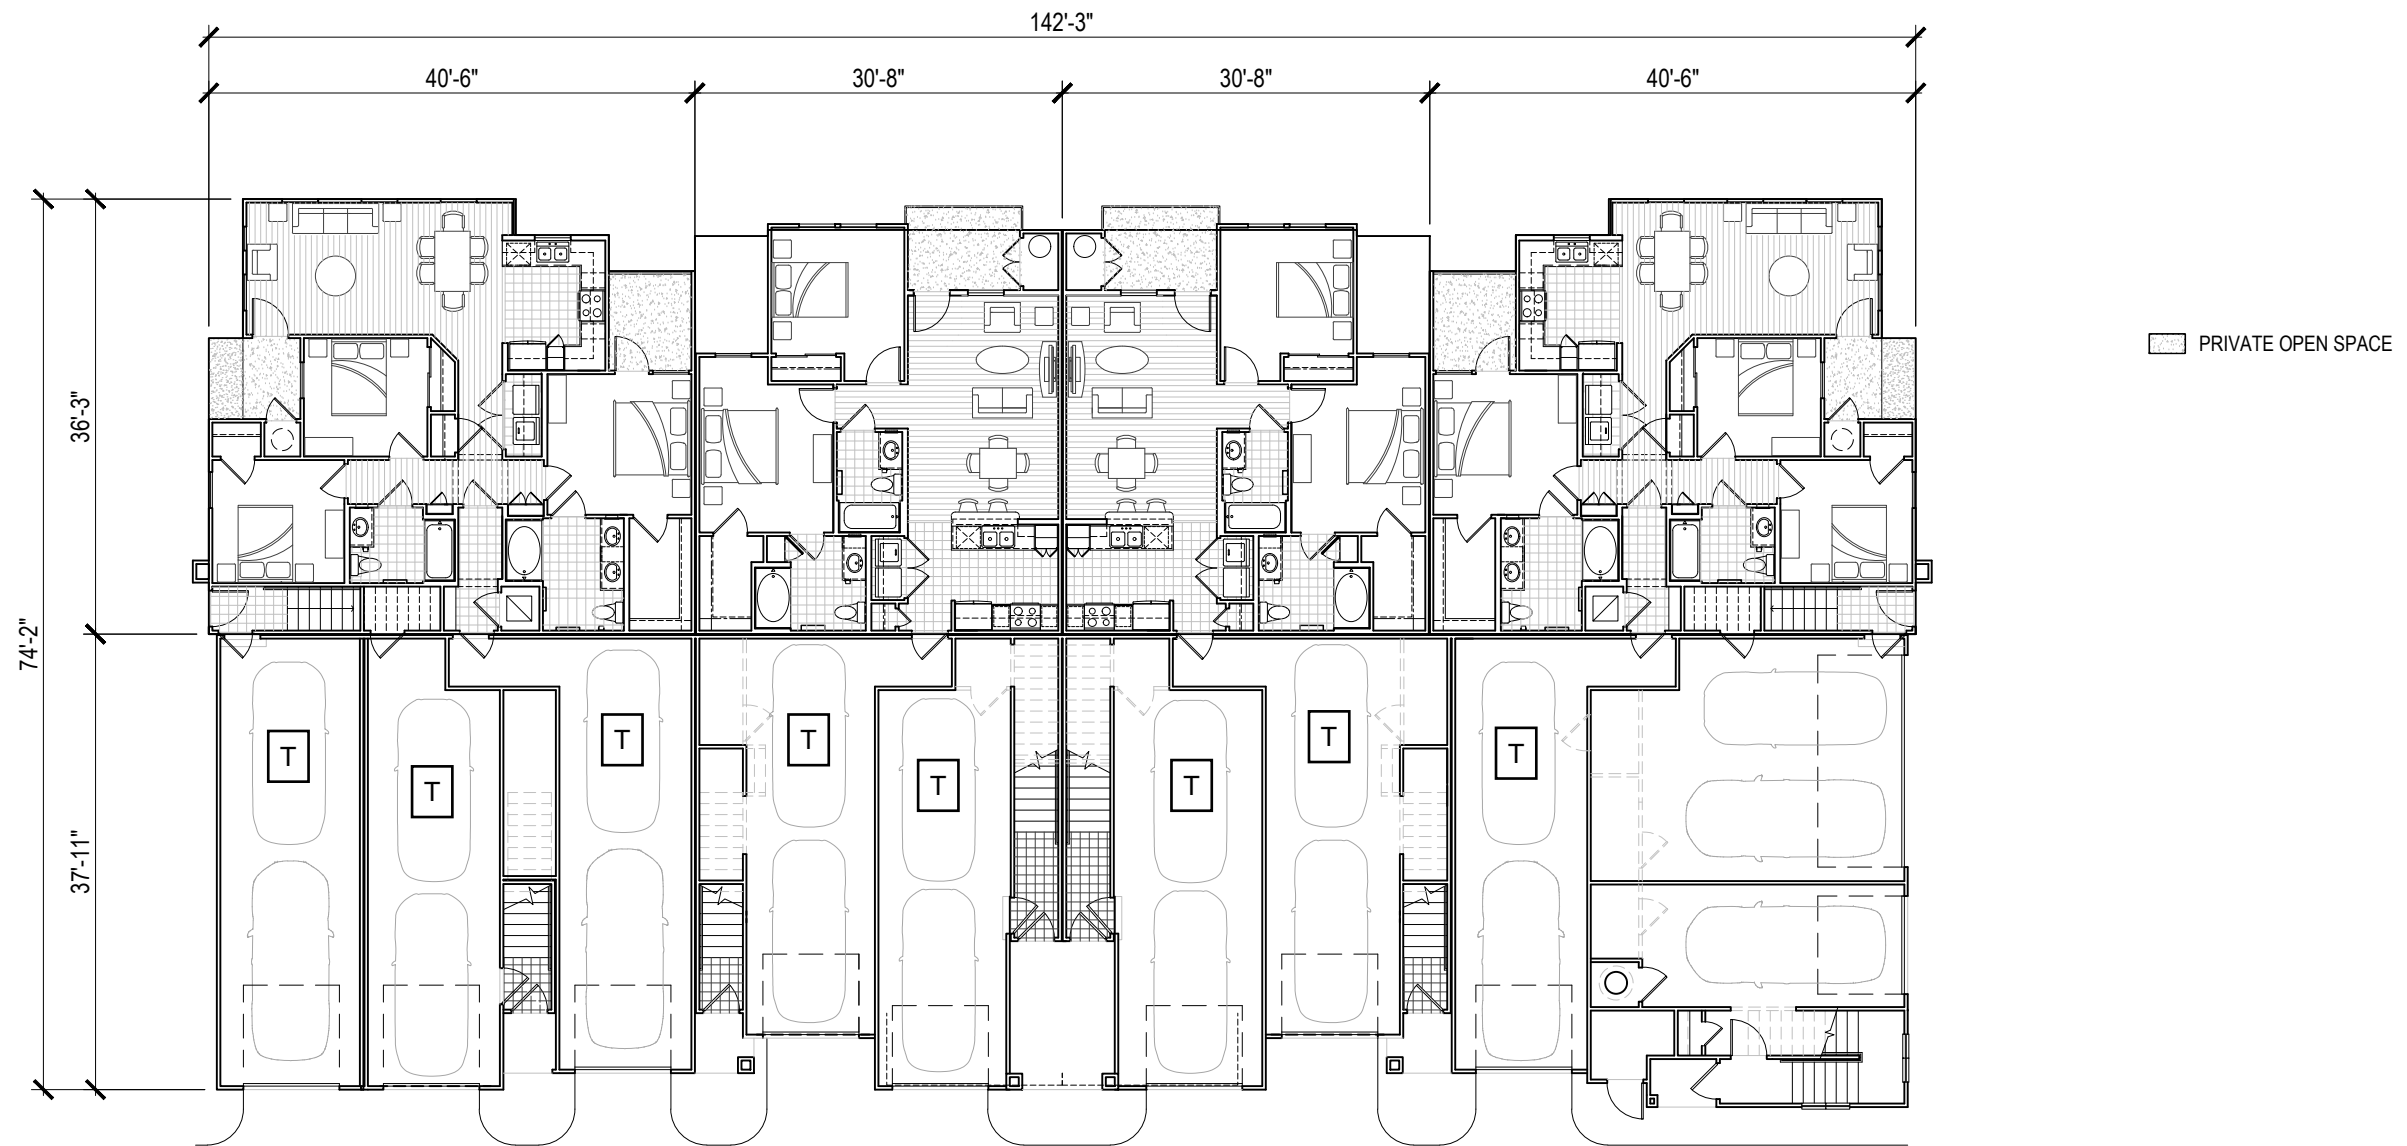 142'-3"
40'-6"
30'-8"
30'-8"
40'-6"
PRIVATE OPEN SPACE
36'-3"
74'-2"
37'-11"
T
T
T
T
T
T
T
T